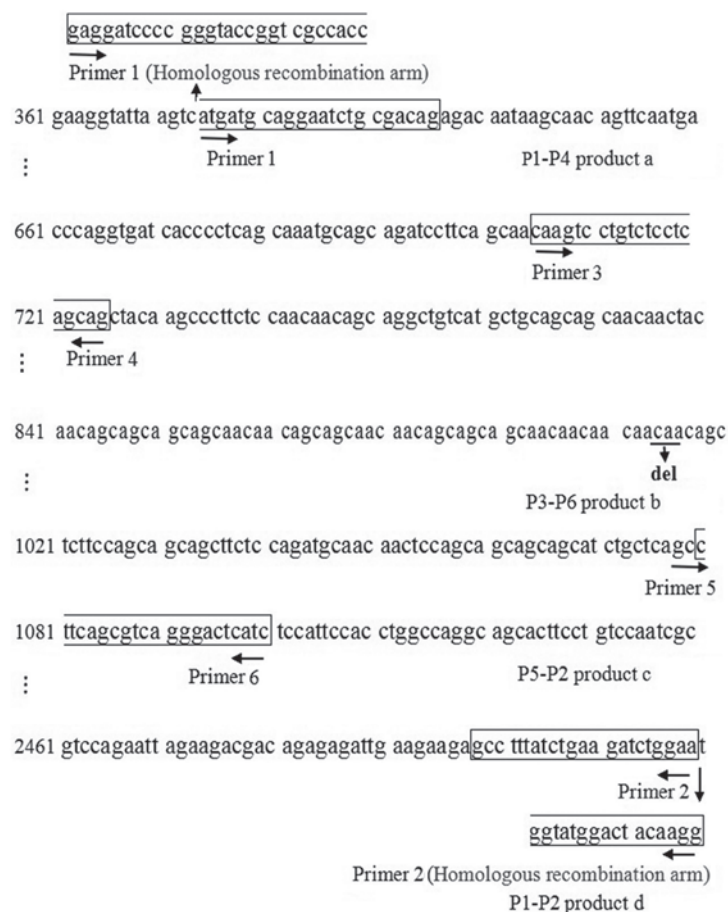 gaggatcccc gggtaccggt cgccacc
Primer 1 (Homologous recombination arm)
361 gaaggtatta agtcatgatg caggaatctg cgacagagac aataagcaac agttcaatga
Primer 1 P1-P4 product a
⋮
661 cccaggtgat cacccctcag caaatgcagc agatccttca gcaacaagtc ctgtctcctc
Primer 3
721 agcagctaca agcccttctc caacaacagc aggctgtcat gctgcagcag caacaactac
Primer 4
⋮
841 aacagcagca gcagcaacaa cagcagcaac aacagcagca gcaacaacaa caacaacagc
del
⋮
P3-P6 product b
1021 tcttccagca gcagcttctc cagatgcaac aactccagca gcagcagcat ctgctcagcc
Primer 5
1081 ttcagcgtca gggactcatc tccattccac ctggccaggc agcacttcct gtccaatcgc
Primer 6 P5-P2 product c
⋮
2461 gtccagaatt agaagacgac agagagattg aagaagagcc tttatctgaa gatctggaat
Primer 2
ggtatggact acaagg
Primer 2 (Homologous recombination arm)
P1-P2 product d